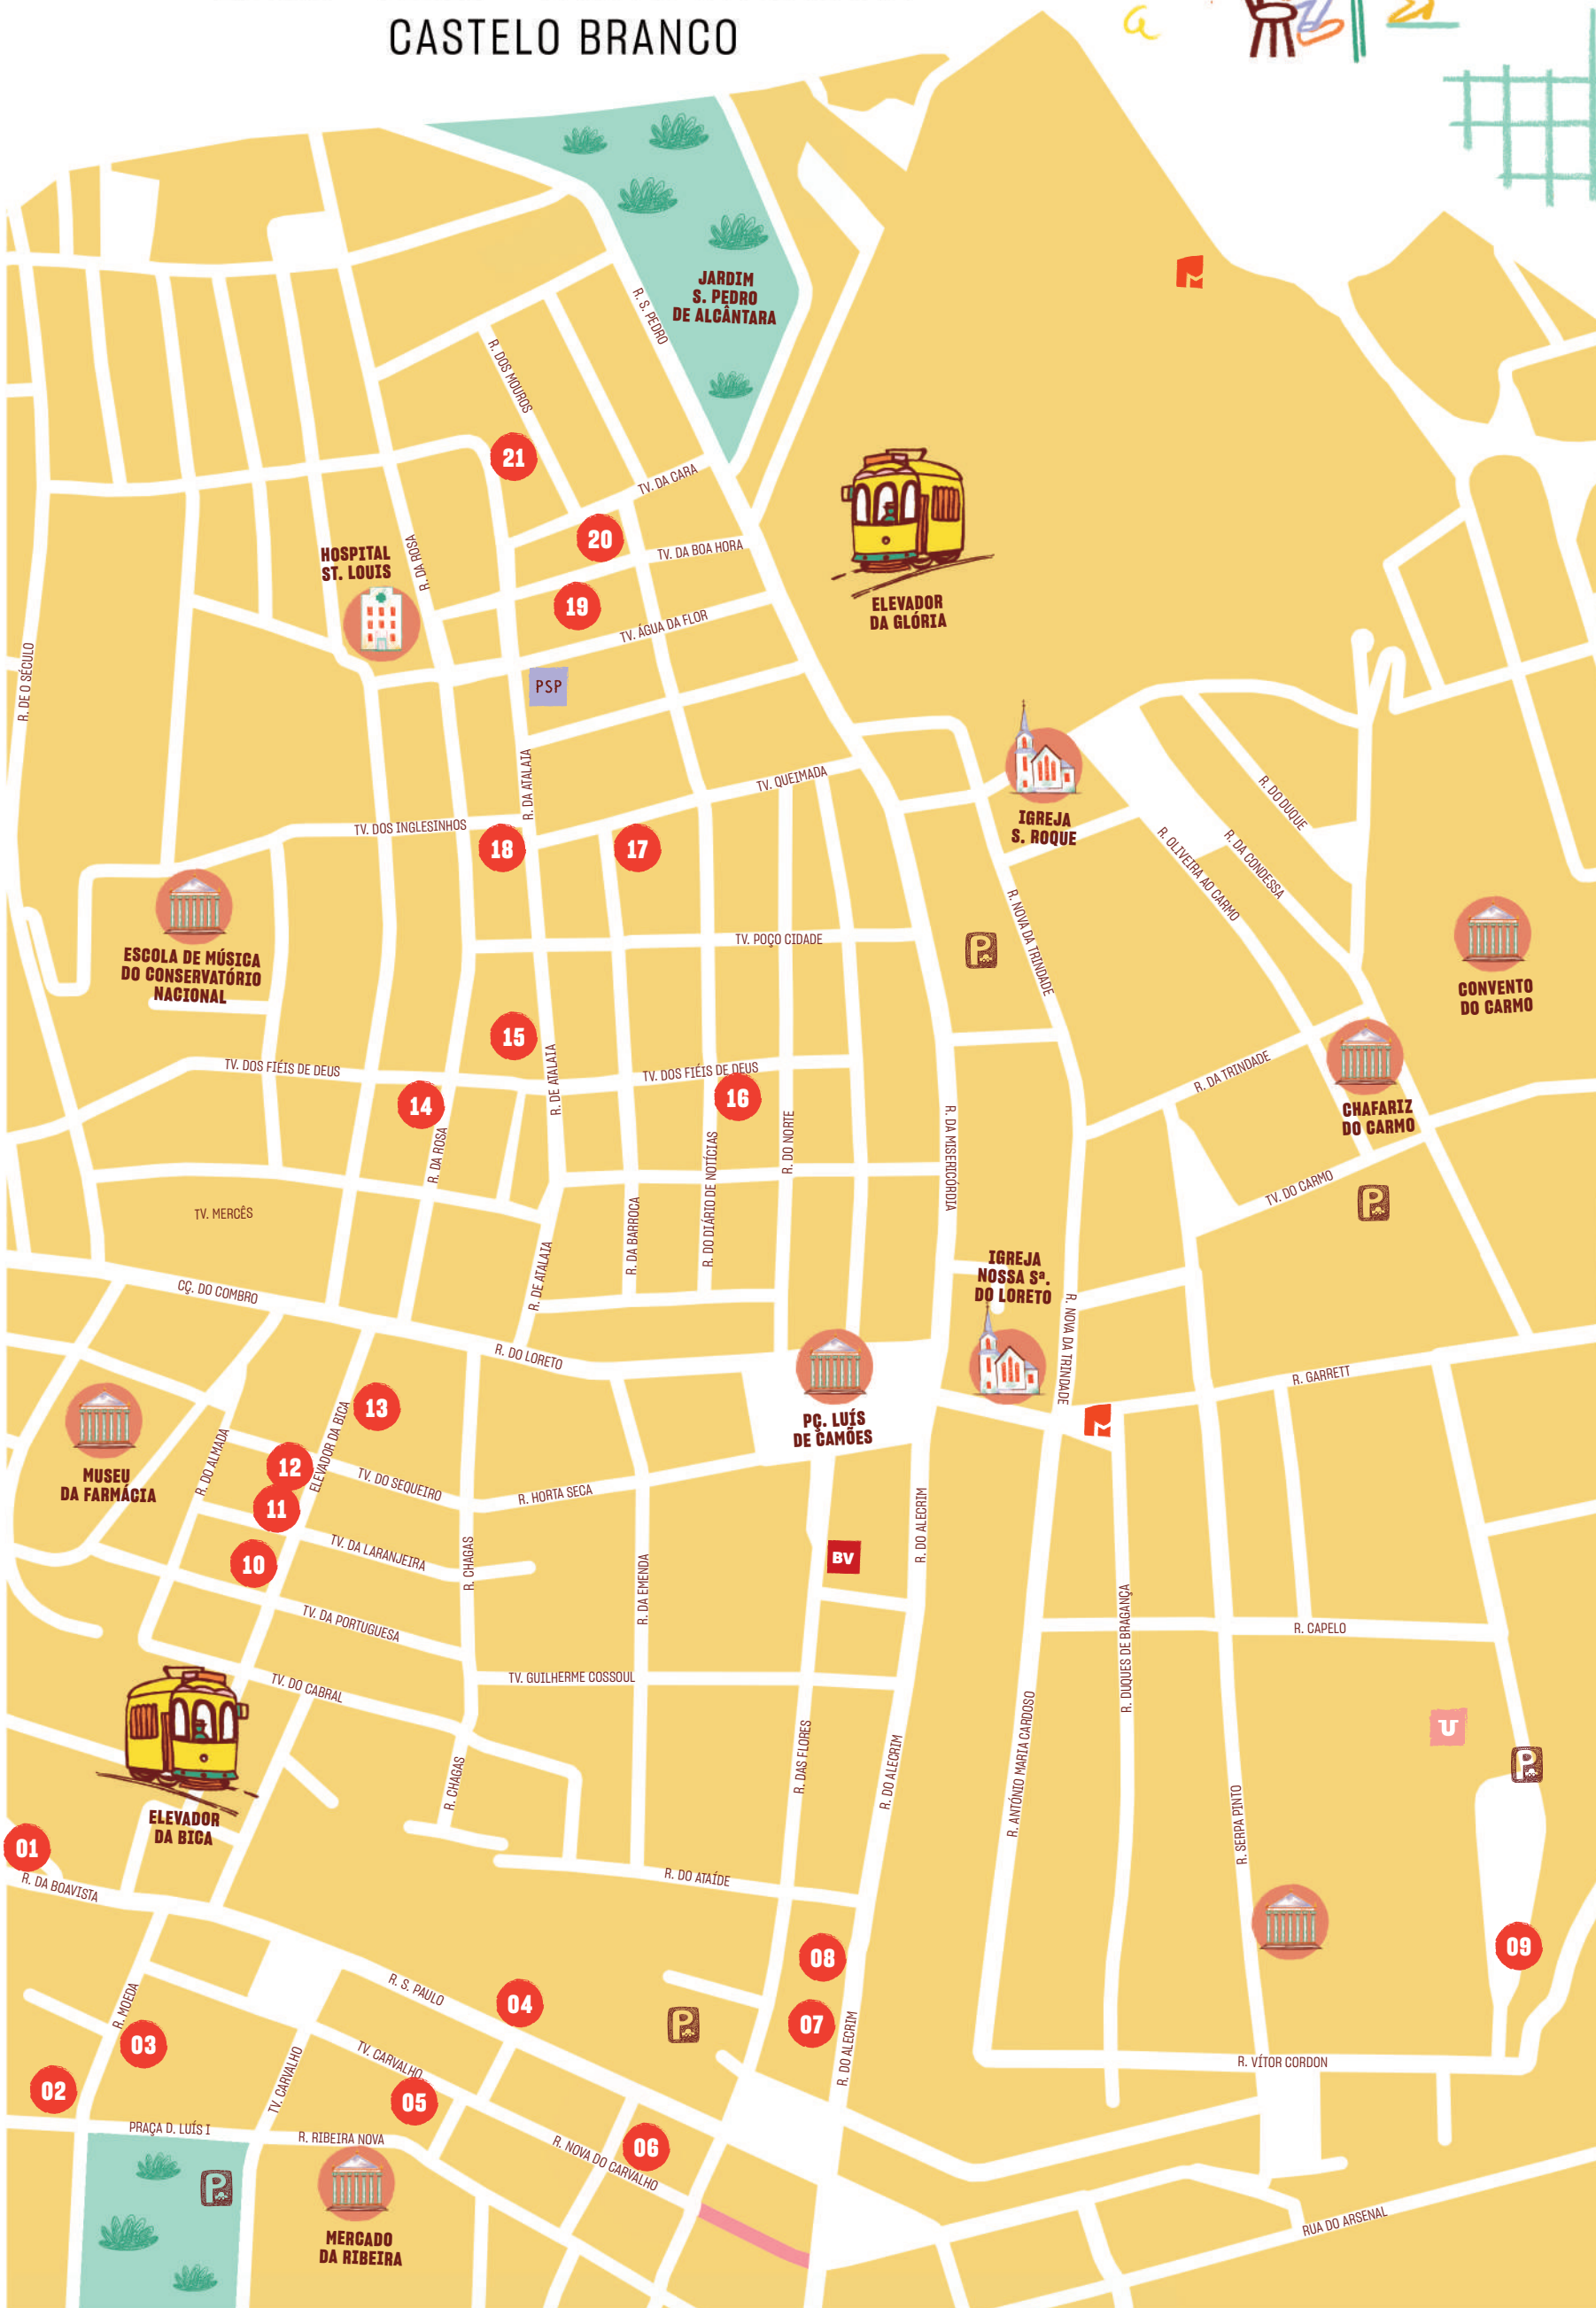 CASTELO BRANCO
a
JARDIM
S. PEDRO
DE ALCÂNTARA
R. S. PEDRO
R. DOS MOUROS
21
TV. DA CARA
20
TV. DA BOA HORA
HOSPITAL
ST. LOUIS
R. DA ROSA
19
TV. ÁGUA DA FLOR
ELEVADOR
DA GLÓRIA
R. DE O SÉCULO
PSP
R. DA ATALAIA
TV. QUEIMADA
IGREJA
S. ROQUE
R. DO DUQUE
R. DA CONDESSA
R. OLIVEIRA AO CARMO
TV. DOS INGLESINHOS
18
17
R. NOVA DA TRINDADE
TV. POÇO CIDADE
P
ESCOLA DE MÚSICA
DO CONSERVATÓRIO
NACIONAL
CONVENTO
DO CARMO
15
R. DE ATALAIA
TV. DOS FIÉIS DE DEUS
TV. DOS FIÉIS DE DEUS
16
14
R. DA TRINDADE
CHAFARIZ
DO CARMO
R. DA ROSA
R. DO NORTE
R. DA MISERICÓRDIA
R. DO DIÁRIO DE NOTÍCIAS
R. DA BARROCA
TV. DO CARMO
P
TV. MERCÊS
R. DE ATALAIA
IGREJA
NOSSA Sª.
DO LORETO
R. NOVA DA TRINDADE
CÇ. DO COMBRO
R. DO LORETO
R. GARRETT
PÇ. LUÍS
DE CAMÕES
13
MUSEU
DA FARMÁCIA
R. DO ALMADA
ELEVADOR DA BICA
12
TV. DO SEQUEIRO
R. HORTA SECA
11
TV. DA LARANJEIRA
10
R. CHAGAS
R. DA EMENDA
BV
R. DO ALECRIM
R. DUQUES DE BRAGANÇA
R. CAPELO
TV. DA PORTUGUESA
TV. GUILHERME COSSOUL
TV. DO CABRAL
R. CHAGAS
R. DAS FLORES
R. DO ALECRIM
R. ANTÓNIO MARIA CARDOSO
U
P
R. SERPA PINTO
ELEVADOR
DA BICA
01
R. DA BOAVISTA
R. DO ATAÍDE
08
09
R. S. PAULO
04
07
P
R. DO ALECRIM
R. MOEDA
03
TV. CARVALHO
TV. CARVALHO
02
05
R. VÍTOR CORDON
PRAÇA D. LUÍS I
R. RIBEIRA NOVA
06
R. NOVA DO CARVALHO
P
MERCADO
DA RIBEIRA
RUA DO ARSENAL